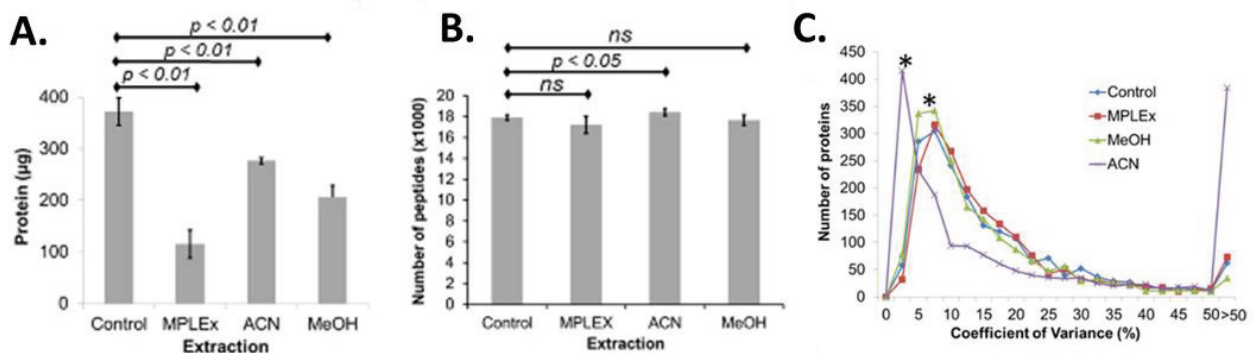 A.
p < 0.01
p < 0.01
p < 0.01
Protein (µg)
400
300
200
100
0
Control MPLEx ACN MeOH
Extraction
B.
ns
p < 0.05
ns
Number of peptides (x1000)
20
18
16
14
12
10
8
6
4
2
0
Control MPLEX ACN MeOH
Extraction
C.
Number of proteins
450
400
350
300
250
200
150
100
50
0
* *
Control
MPLEx
MeOH
ACN
0 5 10 15 20 25 30 35 40 45 50 >50
Coefficient of Variance (%)